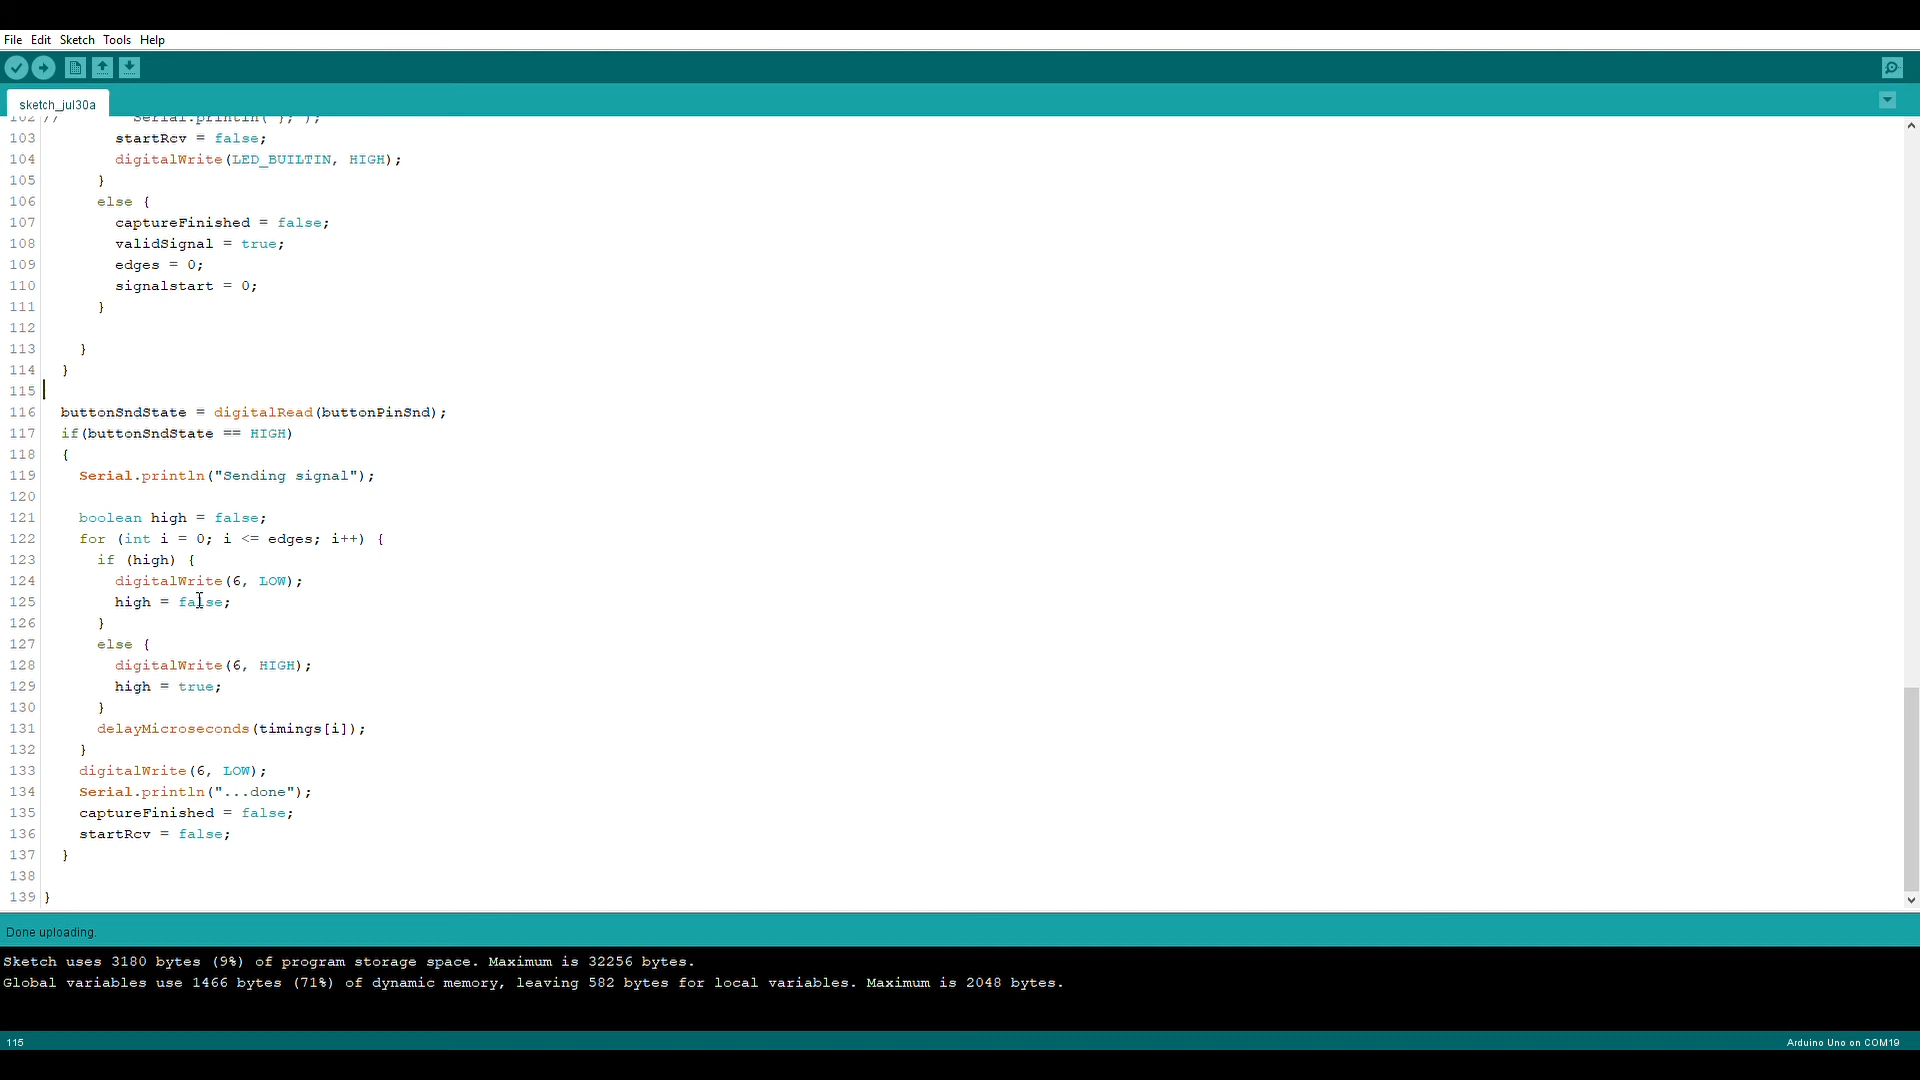 File Edit Sketch Tools Help
sketch_jul30a
102 // Serial.println("};");
103 startRcv = false;
104 digitalWrite(LED_BUILTIN, HIGH);
105 }
106 else {
107 captureFinished = false;
108 validSignal = true;
109 edges = 0;
110 signalstart = 0;
111 }
112
113 }
114 }
115
116 buttonSndState = digitalRead(buttonPinSnd);
117 if(buttonSndState == HIGH)
118 {
119 Serial.println("Sending signal");
120
121 boolean high = false;
122 for (int i = 0; i <= edges; i++) {
123 if (high) {
124 digitalWrite(6, LOW);
125 high = false;
126 }
127 else {
128 digitalWrite(6, HIGH);
129 high = true;
130 }
131 delayMicroseconds(timings[i]);
132 }
133 digitalWrite(6, LOW);
134 Serial.println("...done");
135 captureFinished = false;
136 startRcv = false;
137 }
138
139 }
Done uploading.
Sketch uses 3180 bytes (9%) of program storage space. Maximum is 32256 bytes.
Global variables use 1466 bytes (71%) of dynamic memory, leaving 582 bytes for local variables. Maximum is 2048 bytes.
115 Arduino Uno on COM19